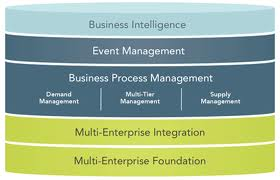 Business Intelligence
Event Management
Business Process Management
Demand Multi-Tier Supply
Management Management Management
Multi-Enterprise Integration
Multi-Enterprise Foundation